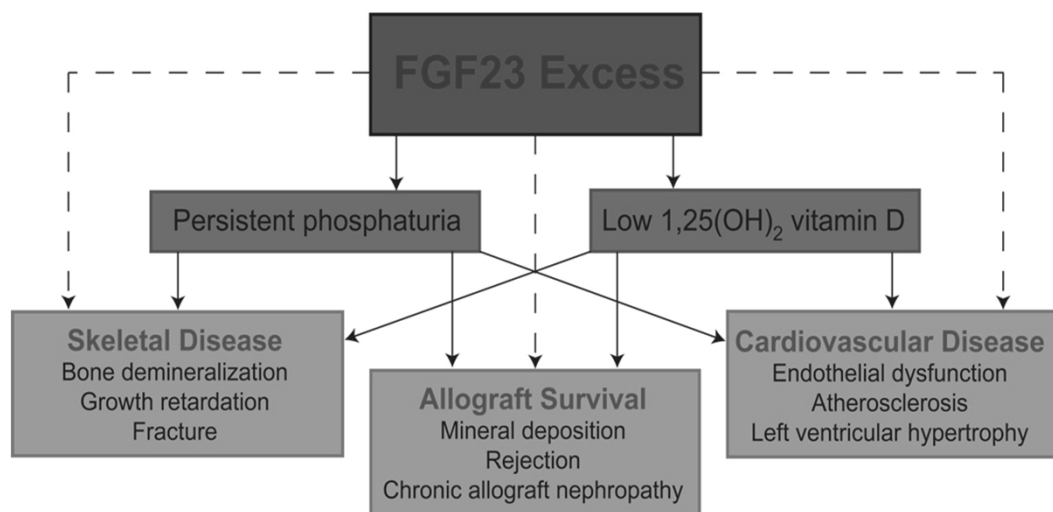 FGF23 Excess
Persistent phosphaturia
Low 1,25(OH)₂ vitamin D
Skeletal Disease
Bone demineralization
Growth retardation
Fracture
Allograft Survival
Mineral deposition
Rejection
Chronic allograft nephropathy
Cardiovascular Disease
Endothelial dysfunction
Atherosclerosis
Left ventricular hypertrophy